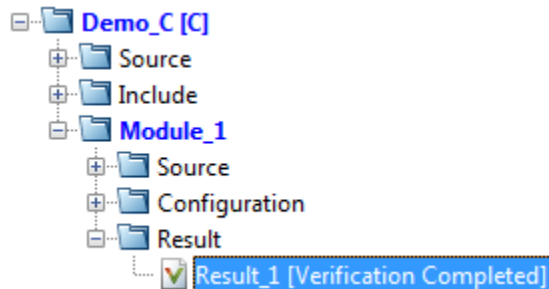 Demo_C [C]
Source
Include
Module_1
Source
Configuration
Result
Result_1 [Verification Completed]